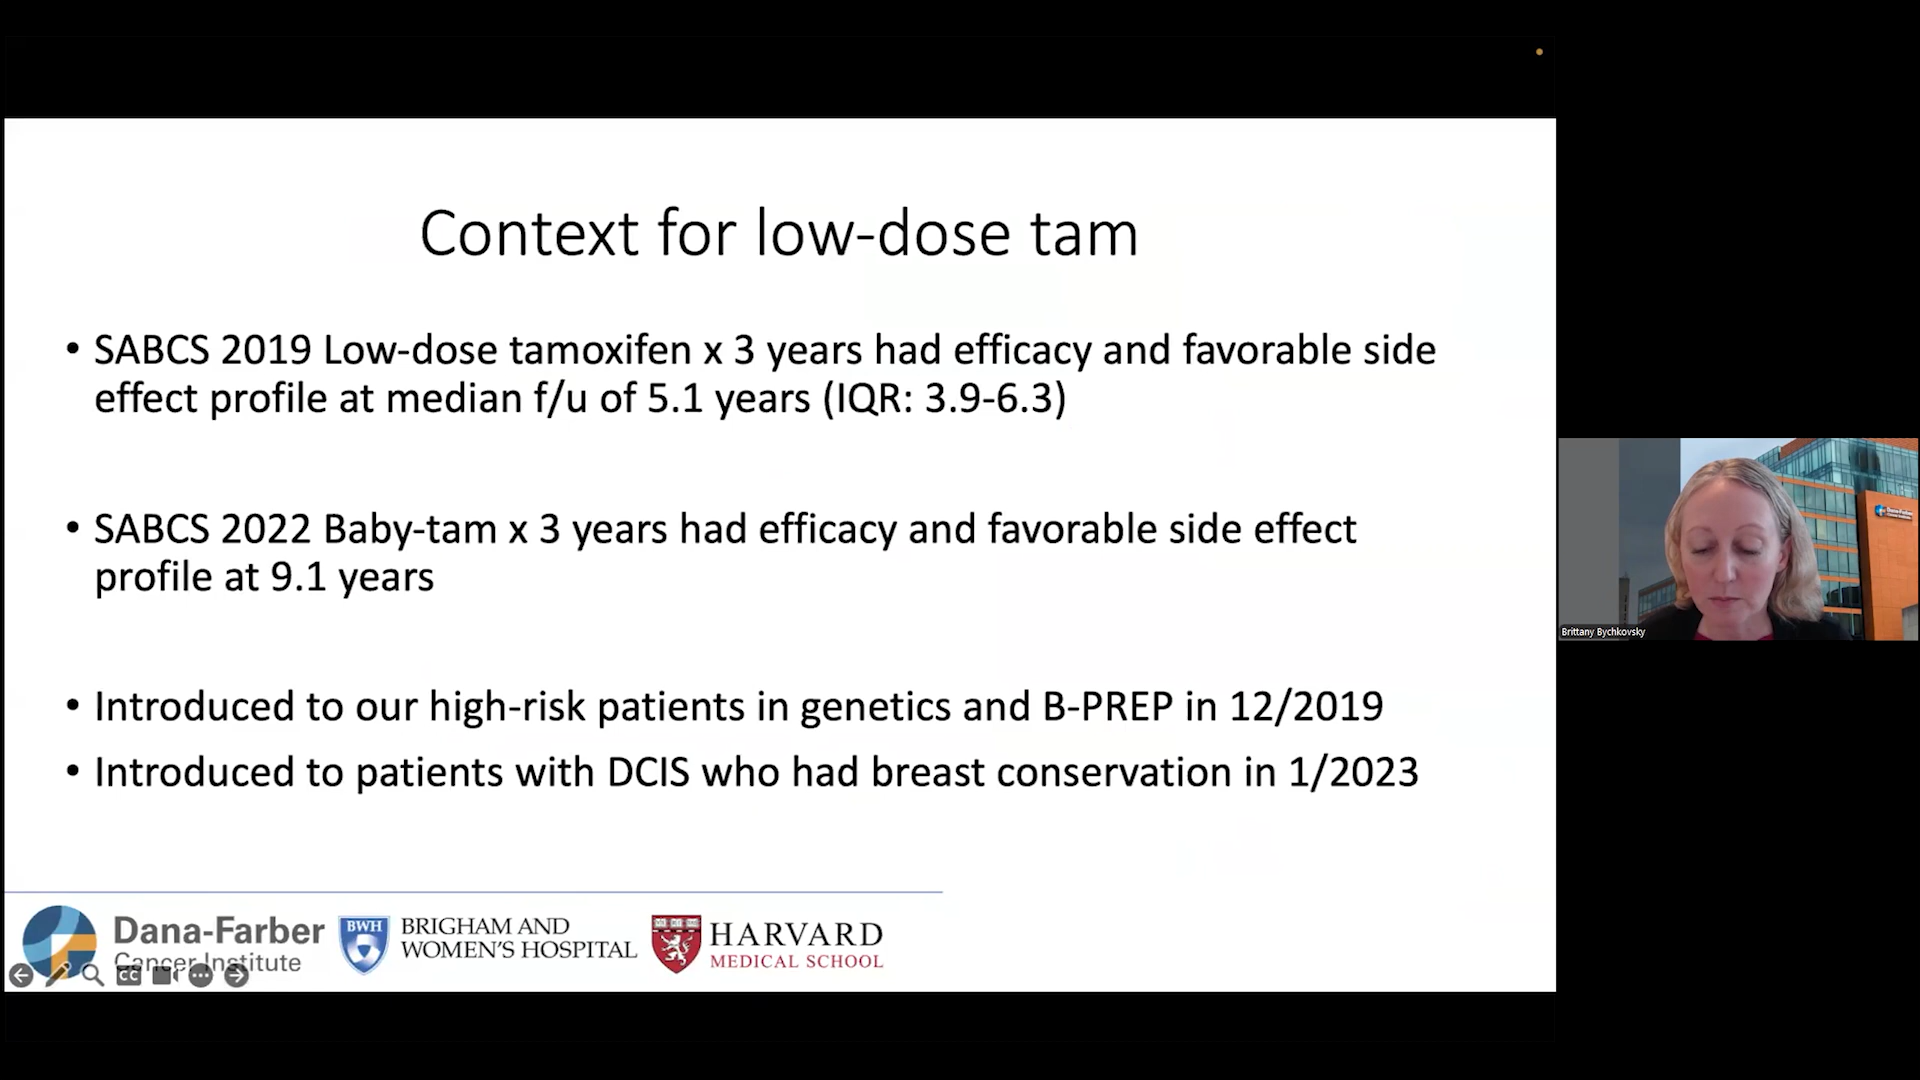 Context for low-dose tam
• SABCS 2019 Low-dose tamoxifen x 3 years had efficacy and favorable side
effect profile at median f/u of 5.1 years (IQR: 3.9-6.3)
• SABCS 2022 Baby-tam x 3 years had efficacy and favorable side effect
profile at 9.1 years
• Introduced to our high-risk patients in genetics and B-PREP in 12/2019
• Introduced to patients with DCIS who had breast conservation in 1/2023
Dana-Farber
Cancer Institute
BWH
BRIGHAM AND
WOMEN'S HOSPITAL
HARVARD
MEDICAL SCHOOL
CC
Dana-Farber
Brittany Bychkovsky